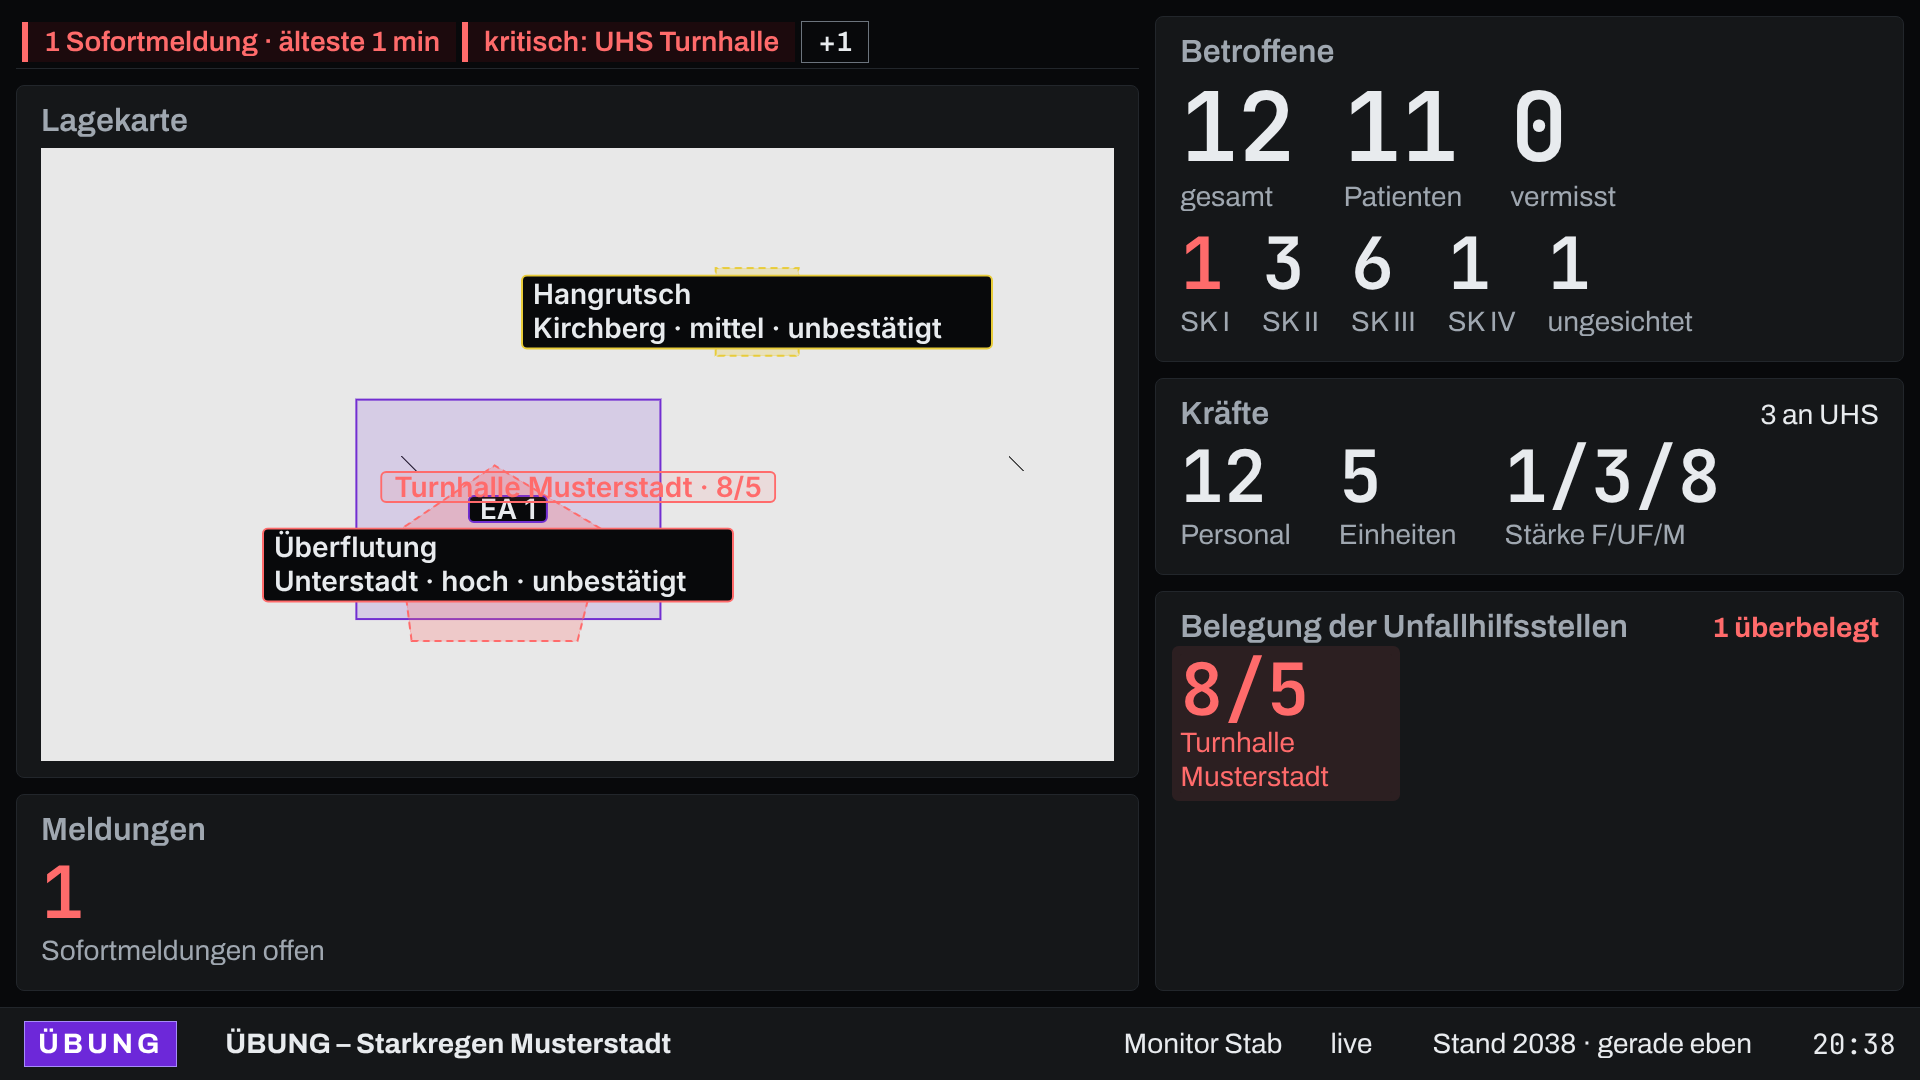 1 Sofortmeldung · älteste 1 min
kritisch: UHS Turnhalle
+1
Lagekarte
Hangrutsch
Kirchberg · mittel · unbestätigt
Turnhalle Musterstadt · 8/5
EA 1
Überflutung
Unterstadt · hoch · unbestätigt
Meldungen
1
Sofortmeldungen offen
Betroffene
12 11 0
gesamt Patienten vermisst
1 3 6 1 1
SK I SK II SK III SK IV ungesichtet
Kräfte 3 an UHS
12 5 1/3/8
Personal Einheiten Stärke F/UF/M
Belegung der Unfallhilfsstellen 1 überbelegt
8/5
Turnhalle
Musterstadt
ÜBUNG ÜBUNG – Starkregen Musterstadt Monitor Stab live Stand 2038 · gerade eben 20:38